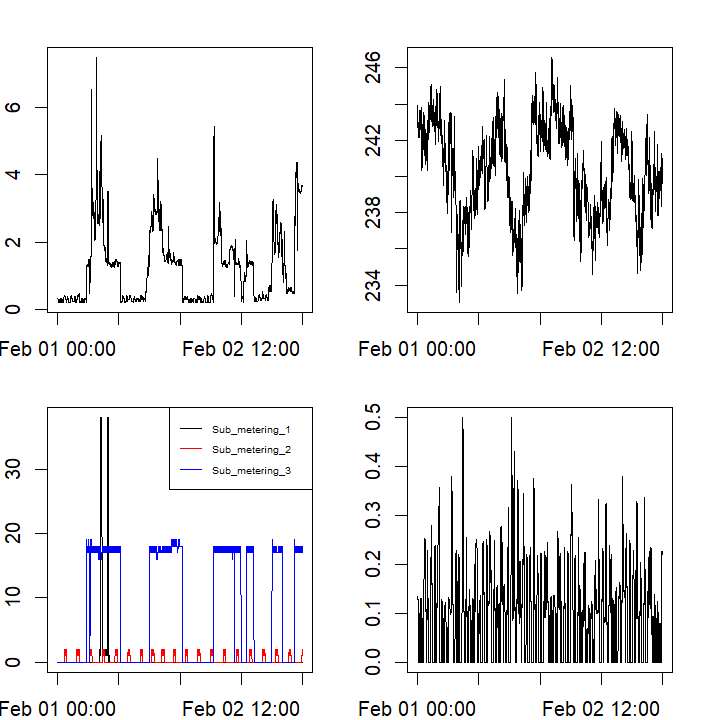 6
4
2
0
Feb 01 00:00 Feb 02 12:00
246
242
238
234
Feb 01 00:00 Feb 02 12:00
30
20
10
0
Sub_metering_1
Sub_metering_2
Sub_metering_3
Feb 01 00:00 Feb 02 12:00
0.5
0.4
0.3
0.2
0.1
0.0
Feb 01 00:00 Feb 02 12:00